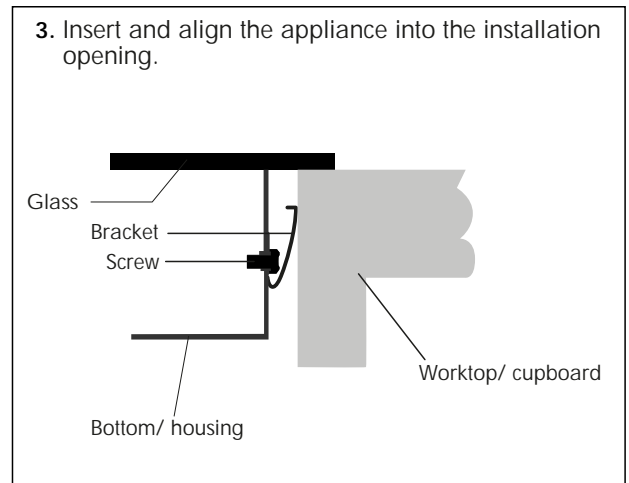 3. Insert and align the appliance into the installation
opening.
Glass
Bracket
Screw
Worktop/ cupboard
Bottom/ housing